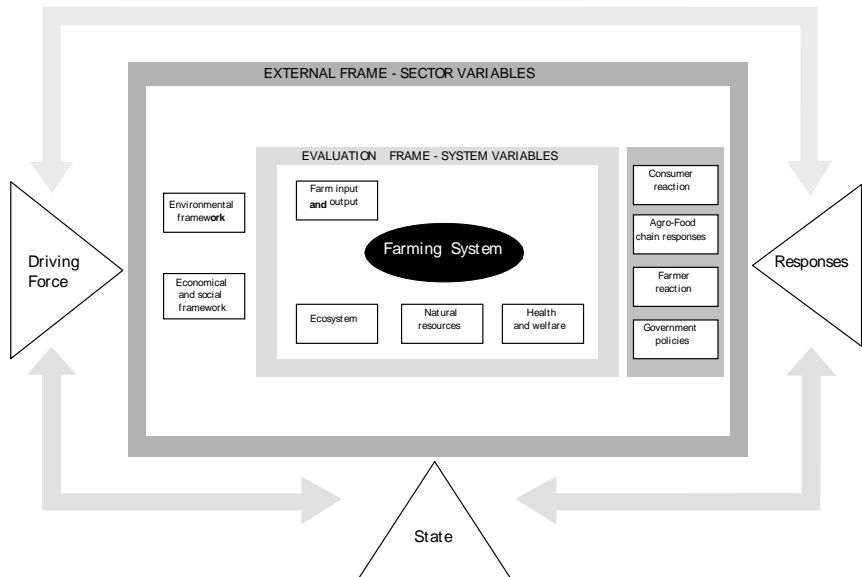 EXTERNAL FRAME - SECTOR VARIABLES
EVALUATION FRAME - SYSTEM VARIABLES
Environmental
framework
Economical
and social
framework
Farm input
and output
Farming System
Ecosystem
Natural
resources
Health
and welfare
Consumer
reaction
Agro-Food
chain responses
Farmer
reaction
Government
policies
Driving
Force
Responses
State